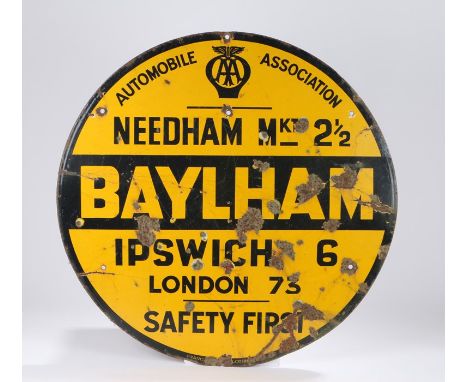 AUTOMOBILE ASSOCIATION
AA
NEEDHAM MKT 2½
BAYLHAM
IPSWICH 6
LONDON 73
SAFETY FIRST